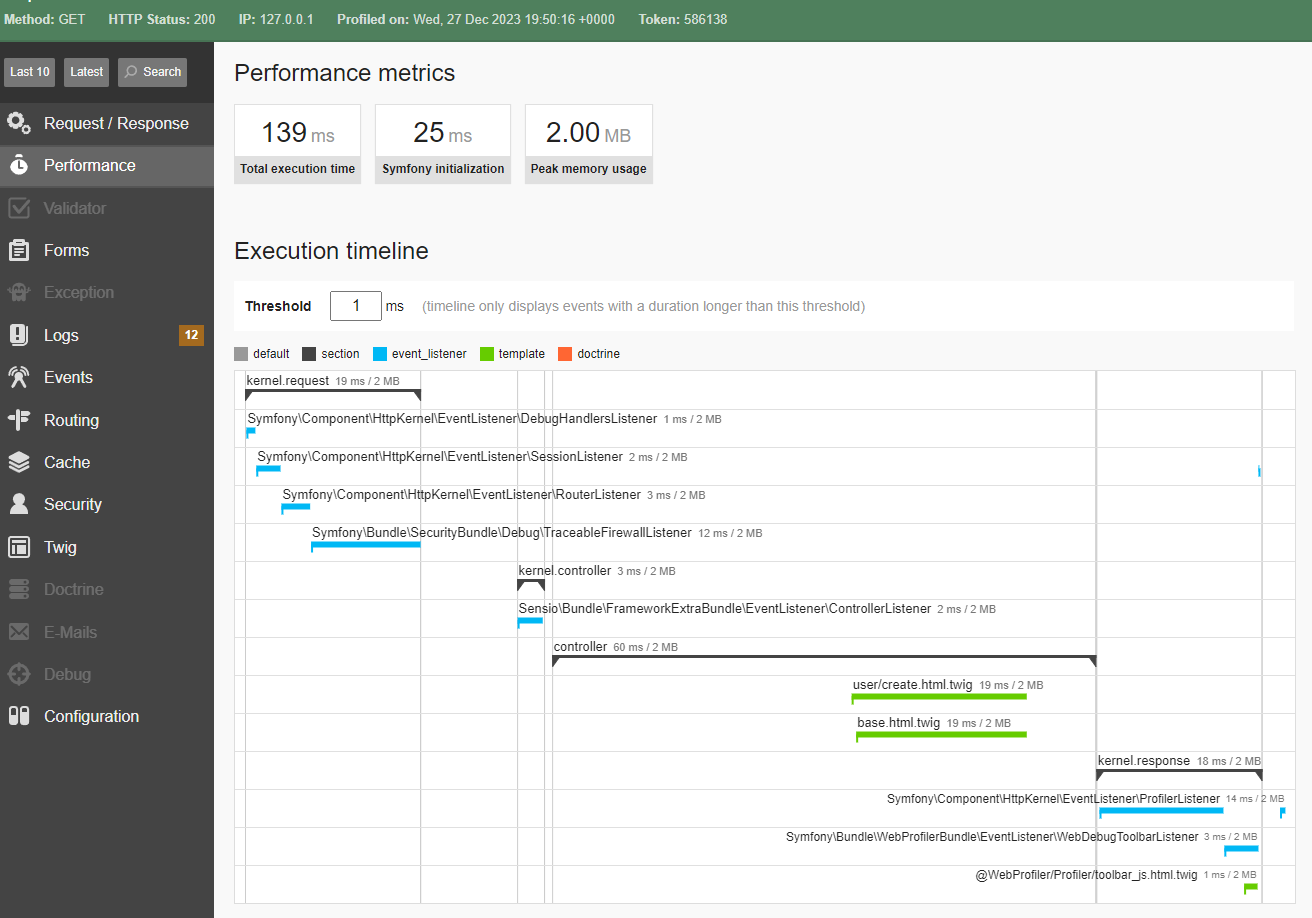 Method: GET HTTP Status: 200 IP: 127.0.0.1 Profiled on: Wed, 27 Dec 2023 19:50:16 +0000 Token: 586138
Last 10 Latest Search
Request / Response
Performance
Validator
Forms
Exception
Logs 12
Events
Routing
Cache
Security
Twig
Doctrine
E-Mails
Debug
Configuration
Performance metrics
139 ms
Total execution time
25 ms
Symfony initialization
2.00 MB
Peak memory usage
Execution timeline
Threshold 1 ms (timeline only displays events with a duration longer than this threshold)
default section event_listener template doctrine
kernel.request 19 ms / 2 MB
Symfony\Component\HttpKernel\EventListener\DebugHandlersListener 1 ms / 2 MB
Symfony\Component\HttpKernel\EventListener\SessionListener 2 ms / 2 MB
Symfony\Component\HttpKernel\EventListener\RouterListener 3 ms / 2 MB
Symfony\Bundle\SecurityBundle\Debug\TraceableFirewallListener 12 ms / 2 MB
kernel.controller 3 ms / 2 MB
Sensio\Bundle\FrameworkExtraBundle\EventListener\ControllerListener 2 ms / 2 MB
controller 60 ms / 2 MB
user/create.html.twig 19 ms / 2 MB
base.html.twig 19 ms / 2 MB
kernel.response 18 ms / 2 MB
Symfony\Component\HttpKernel\EventListener\ProfilerListener 14 ms / 2 MB
Symfony\Bundle\WebProfilerBundle\EventListener\WebDebugToolbarListener 3 ms / 2 MB
@WebProfiler/Profiler/toolbar_js.html.twig 1 ms / 2 MB